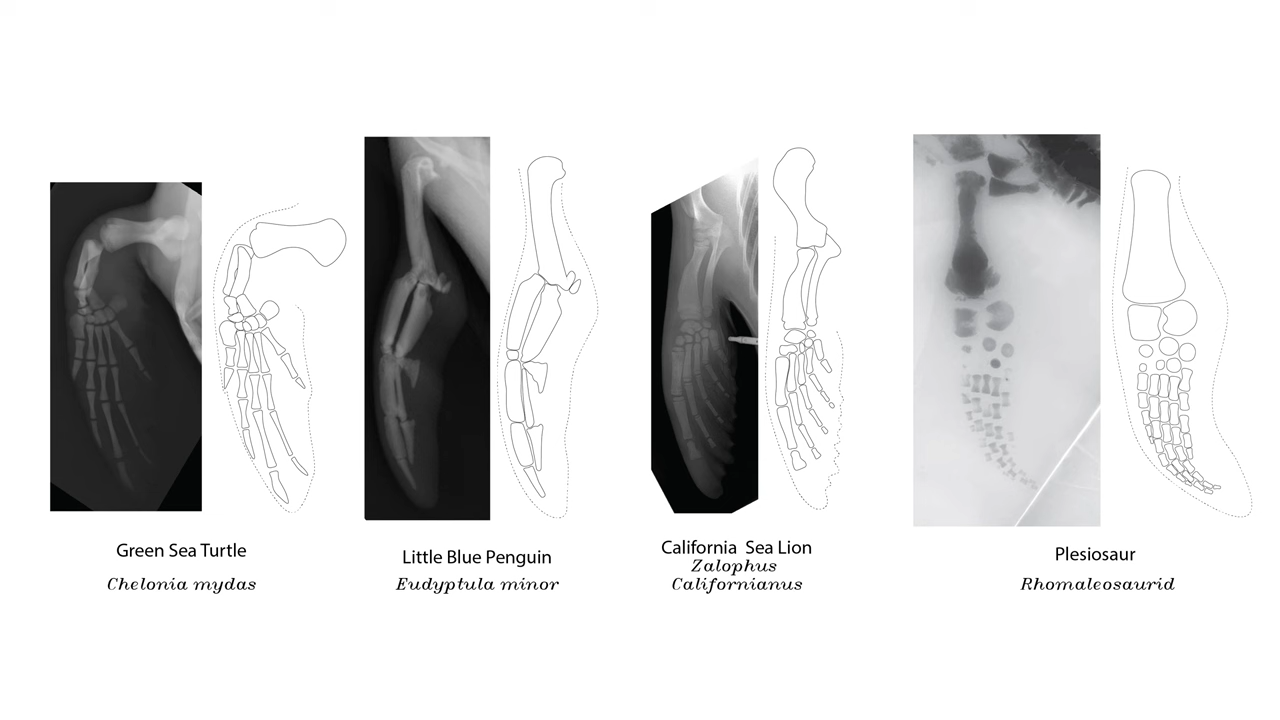 Green Sea Turtle
Chelonia mydas
Little Blue Penguin
Eudyptula minor
California Sea Lion
Zalophus
Californianus
Plesiosaur
Rhomaleosaurid